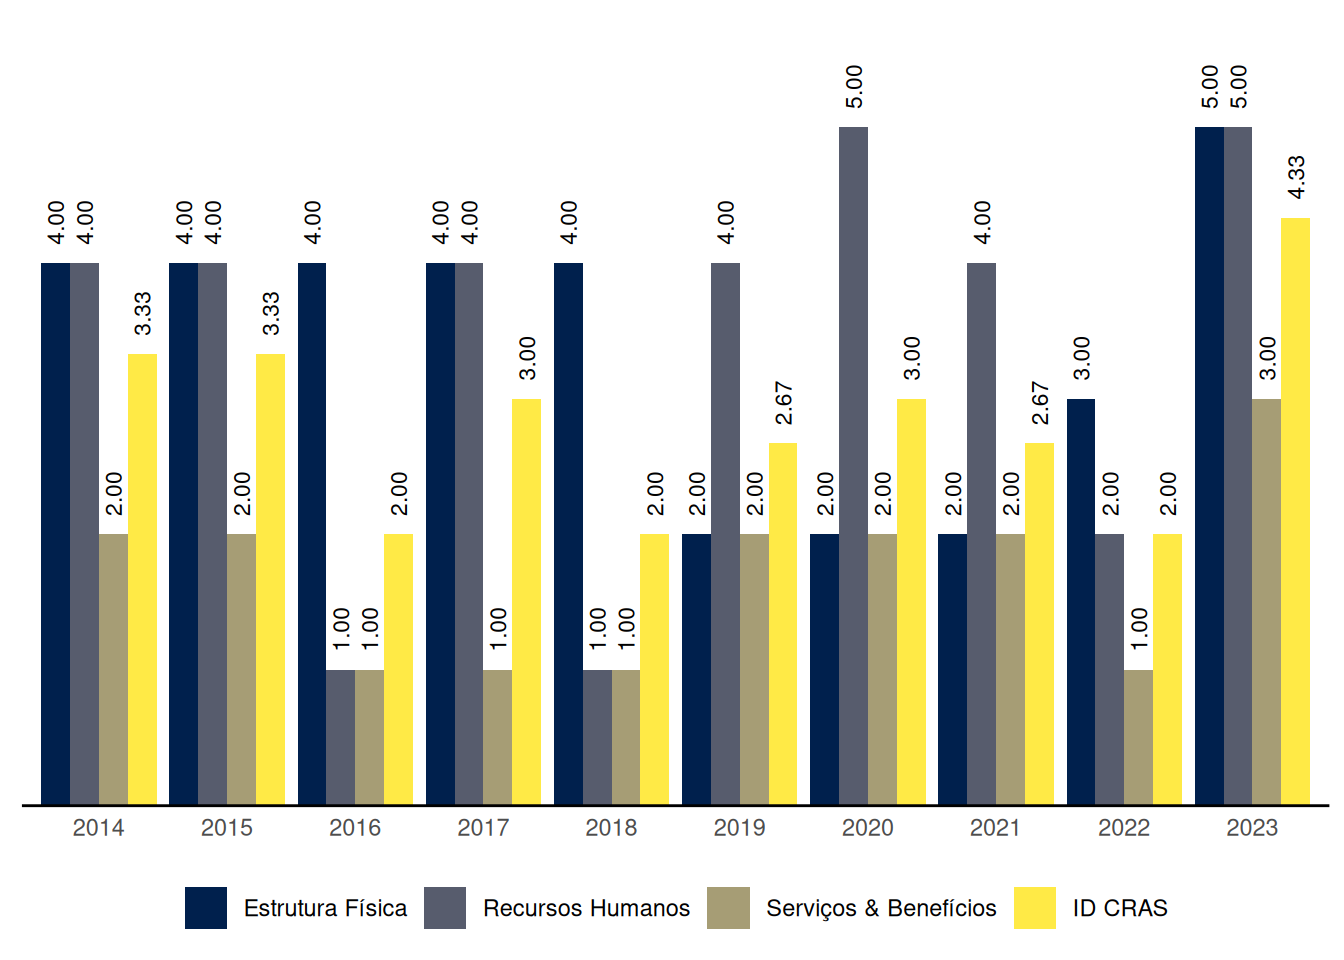 4.00 4.00 2.00 3.33
4.00 4.00 2.00 3.33
4.00 1.00 1.00 2.00
4.00 4.00 1.00 3.00
4.00 1.00 1.00 2.00
2.00 4.00 2.00 2.67
2.00 5.00 2.00 3.00
2.00 4.00 2.00 2.67
3.00 2.00 1.00 2.00
5.00 5.00 3.00 4.33
2014 2015 2016 2017 2018 2019 2020 2021 2022 2023
Estrutura Física Recursos Humanos Serviços & Benefícios ID CRAS